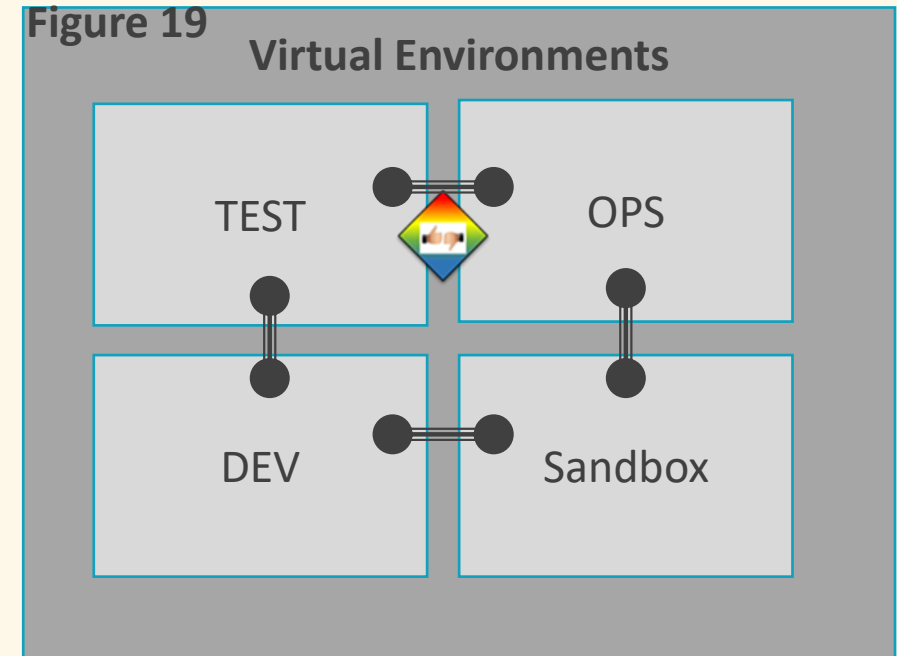 Figure 19
Virtual Environments
TEST
OPS
DEV
Sandbox